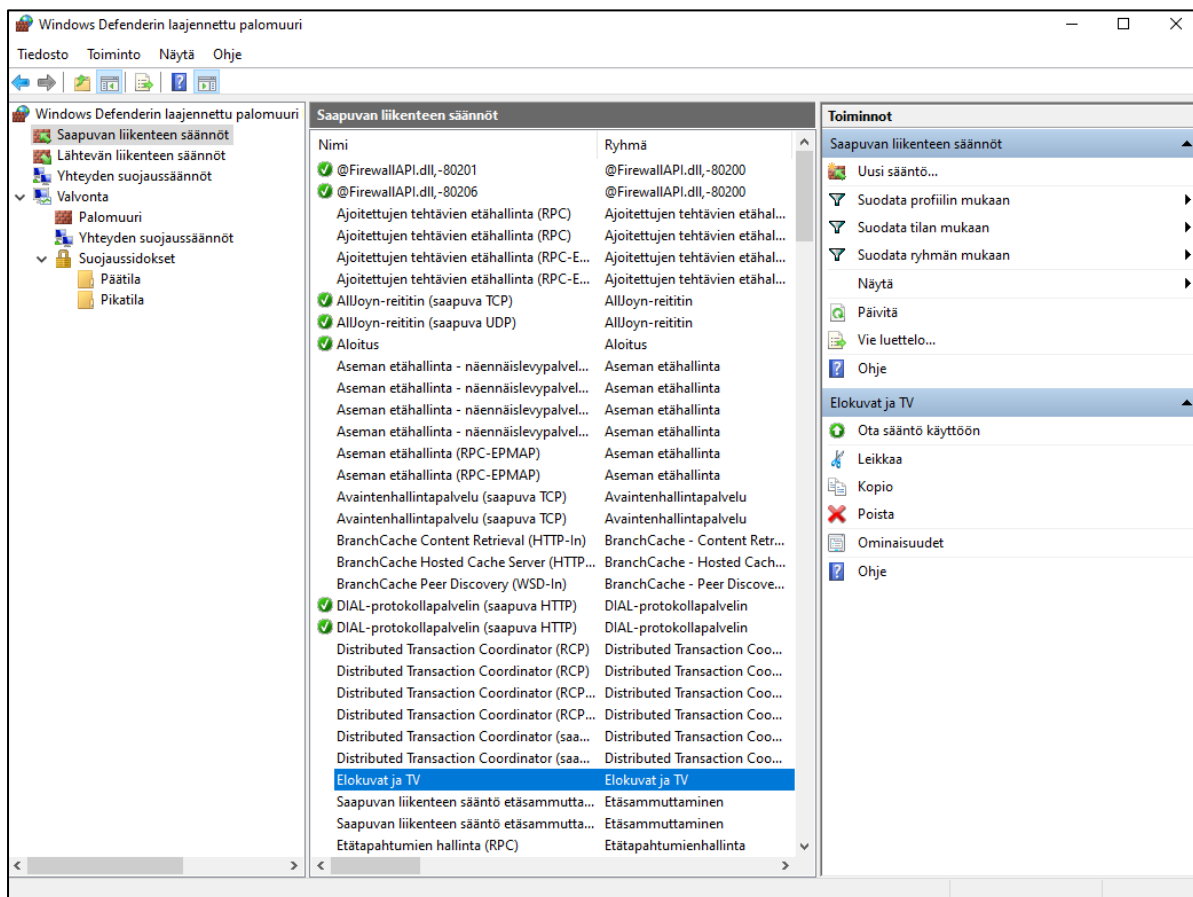 Windows Defenderin laajennettu palomuuri
Tiedosto Toiminto Näytä Ohje
Windows Defenderin laajennettu palomuuri
Saapuvan liikenteen säännöt
Lähtevän liikenteen säännöt
Yhteyden suojaussäännöt
Valvonta
Palomuuri
Yhteyden suojaussäännöt
Suojaussidokset
Päätila
Pikatila
Saapuvan liikenteen säännöt
Nimi Ryhmä
@FirewallAPI.dll,-80201 @FirewallAPI.dll,-80200
@FirewallAPI.dll,-80206 @FirewallAPI.dll,-80200
Ajoitettujen tehtävien etähallinta (RPC) Ajoitettujen tehtävien etähal...
Ajoitettujen tehtävien etähallinta (RPC) Ajoitettujen tehtävien etähal...
Ajoitettujen tehtävien etähallinta (RPC-E... Ajoitettujen tehtävien etähal...
Ajoitettujen tehtävien etähallinta (RPC-E... Ajoitettujen tehtävien etähal...
AllJoyn-reititin (saapuva TCP) AllJoyn-reititin
AllJoyn-reititin (saapuva UDP) AllJoyn-reititin
Aloitus Aloitus
Aseman etähallinta - näennäislevypalvel... Aseman etähallinta
Aseman etähallinta - näennäislevypalvel... Aseman etähallinta
Aseman etähallinta - näennäislevypalvel... Aseman etähallinta
Aseman etähallinta - näennäislevypalvel... Aseman etähallinta
Aseman etähallinta (RPC-EPMAP) Aseman etähallinta
Aseman etähallinta (RPC-EPMAP) Aseman etähallinta
Avaintenhallintapalvelu (saapuva TCP) Avaintenhallintapalvelu
Avaintenhallintapalvelu (saapuva TCP) Avaintenhallintapalvelu
BranchCache Content Retrieval (HTTP-In) BranchCache - Content Retr...
BranchCache Hosted Cache Server (HTTP... BranchCache - Hosted Cach...
BranchCache Peer Discovery (WSD-In) BranchCache - Peer Discove...
DIAL-protokollapalvelin (saapuva HTTP) DIAL-protokollapalvelin
DIAL-protokollapalvelin (saapuva HTTP) DIAL-protokollapalvelin
Distributed Transaction Coordinator (RCP) Distributed Transaction Coo...
Distributed Transaction Coordinator (RCP) Distributed Transaction Coo...
Distributed Transaction Coordinator (RCP... Distributed Transaction Coo...
Distributed Transaction Coordinator (RCP... Distributed Transaction Coo...
Distributed Transaction Coordinator (saa... Distributed Transaction Coo...
Distributed Transaction Coordinator (saa... Distributed Transaction Coo...
Elokuvat ja TV Elokuvat ja TV
Saapuvan liikenteen sääntö etäsammutta... Etäsammuttaminen
Saapuvan liikenteen sääntö etäsammutta... Etäsammuttaminen
Etätapahtumien hallinta (RPC) Etätapahtumienhallinta
Toiminnot
Saapuvan liikenteen säännöt
Uusi sääntö...
Suodata profiilin mukaan
Suodata tilan mukaan
Suodata ryhmän mukaan
Näytä
Päivitä
Vie luettelo...
Ohje
Elokuvat ja TV
Ota sääntö käyttöön
Leikkaa
Kopio
Poista
Ominaisuudet
Ohje